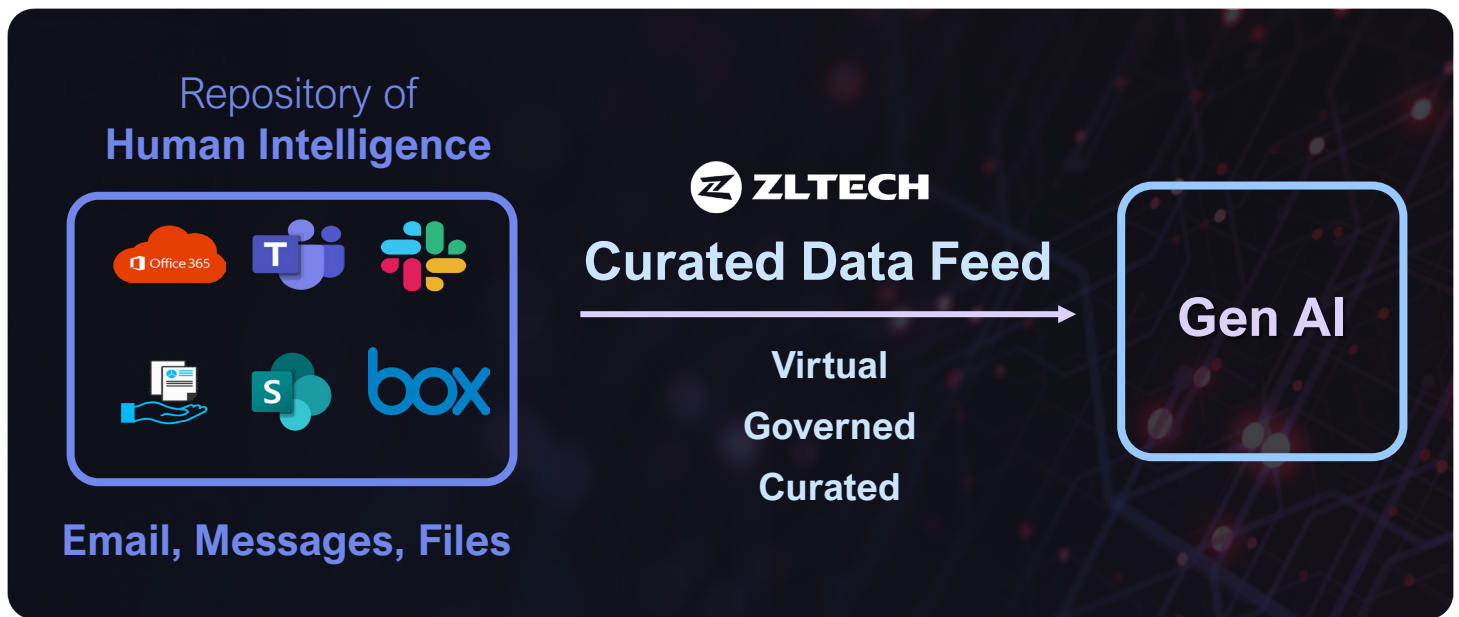 Repository of
Human Intelligence
Office 365
T
S
box
Email, Messages, Files
ZLTECH
Curated Data Feed
Virtual
Governed
Curated
Gen AI